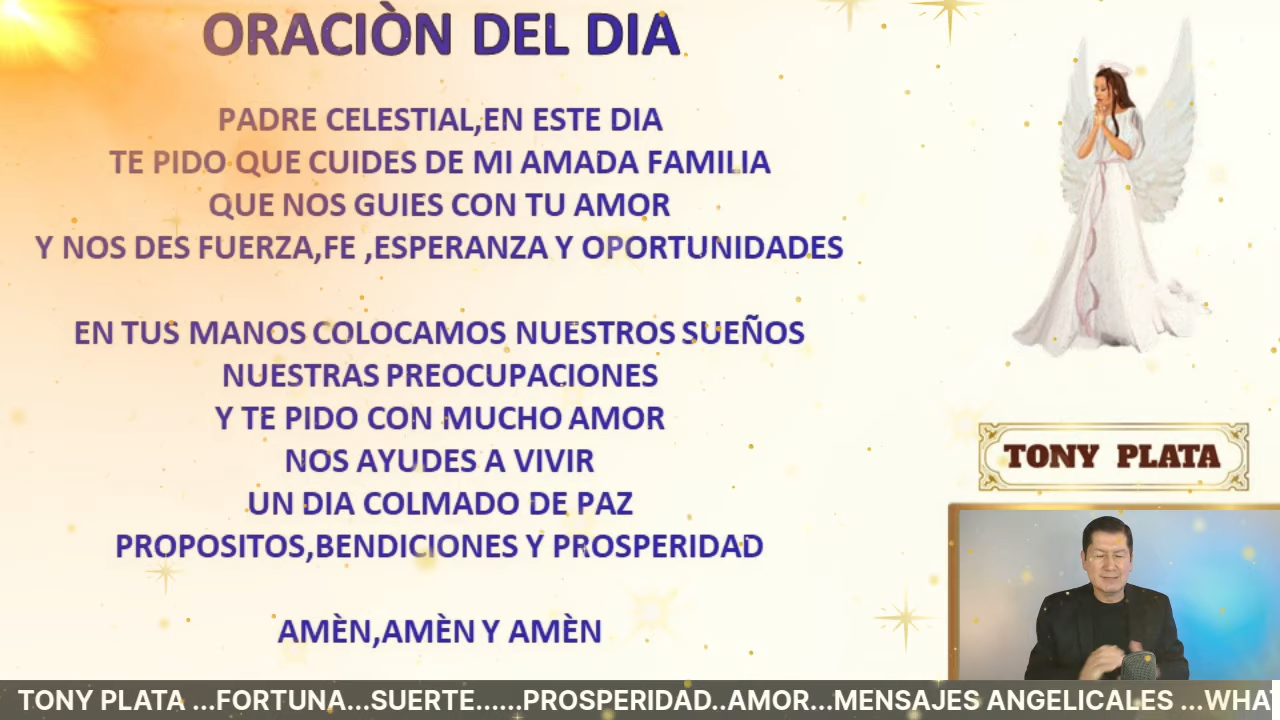 ORACIÒN DEL DIA
PADRE CELESTIAL,EN ESTE DIA
TE PIDO QUE CUIDES DE MI AMADA FAMILIA
QUE NOS GUIES CON TU AMOR
Y NOS DES FUERZA,FE ,ESPERANZA Y OPORTUNIDADES
EN TUS MANOS COLOCAMOS NUESTROS SUEÑOS
NUESTRAS PREOCUPACIONES
Y TE PIDO CON MUCHO AMOR
NOS AYUDES A VIVIR
UN DIA COLMADO DE PAZ
PROPOSITOS,BENDICIONES Y PROSPERIDAD
AMÈN,AMÈN Y AMÈN
TONY PLATA
TONY PLATA ...FORTUNA...SUERTE......PROSPERIDAD..AMOR...MENSAJES ANGELICALES ...WHA